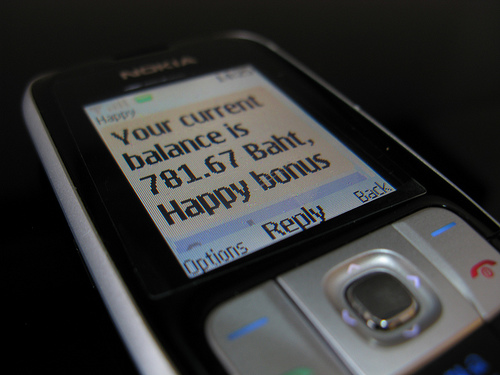 NOKIA
Happy
Your current
balance is
781.67 Baht,
Happy bonus
Options Reply Back